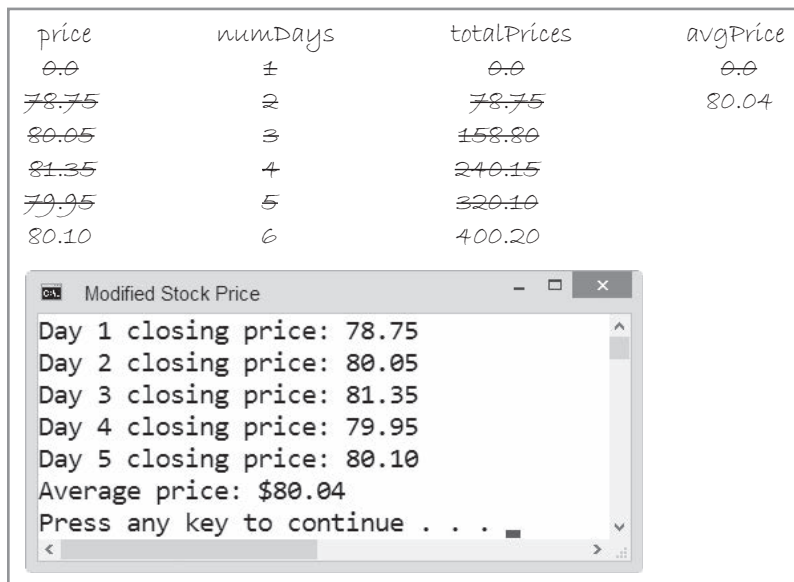 price numDays totalPrices avgPrice
0.0 1 0.0 0.0
78.75 2 78.75 80.04
80.05 3 158.80
81.35 4 240.15
79.95 5 320.10
80.10 6 400.20
C:\. Modified Stock Price
Day 1 closing price: 78.75
Day 2 closing price: 80.05
Day 3 closing price: 81.35
Day 4 closing price: 79.95
Day 5 closing price: 80.10
Average price: $80.04
Press any key to continue . . .